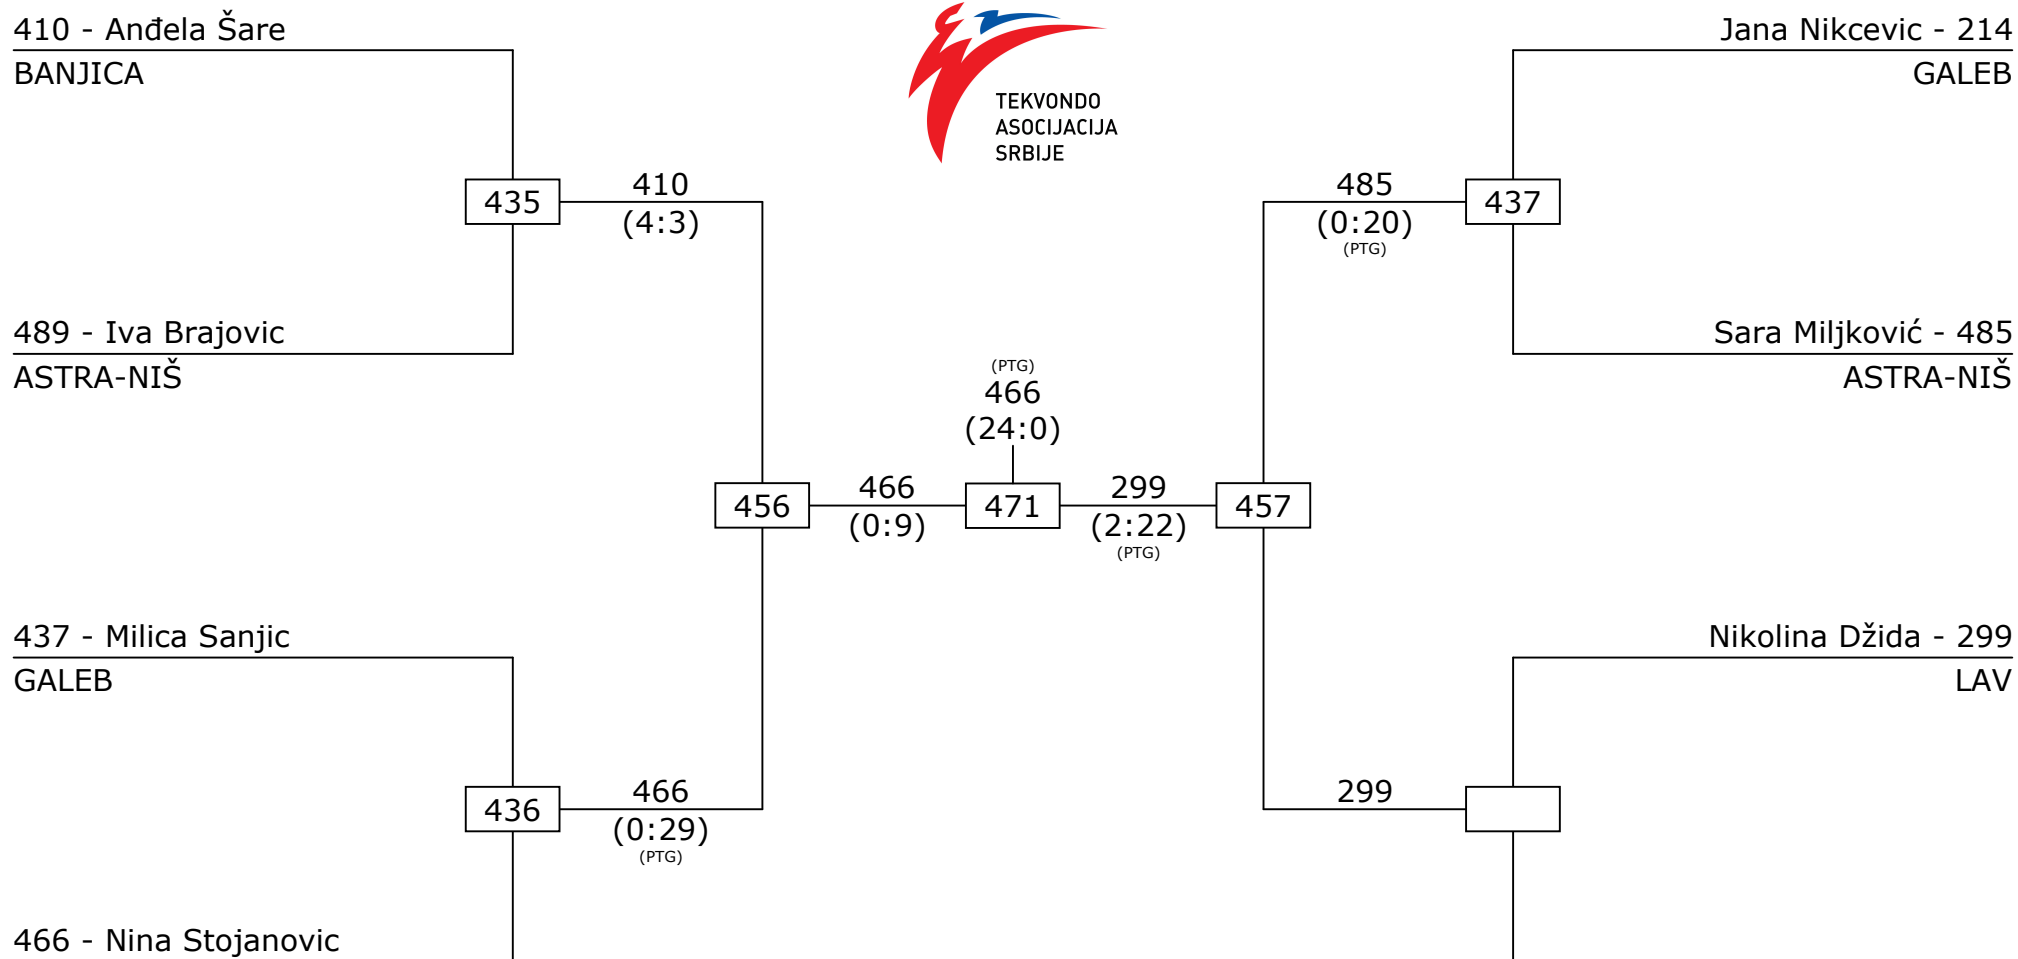 410 - Anđela Šare
BANJICA
489 - Iva Brajovic
ASTRA-NIŠ
437 - Milica Sanjic
GALEB
466 - Nina Stojanovic
435
410
(4:3)
436
466
(0:29)
(PTG)
456
466
(0:9)
TEKVONDO
ASOCIJACIJA
SRBIJE
(PTG)
466
(24:0)
471
299
(2:22)
(PTG)
457
485
(0:20)
(PTG)
437
299
Jana Nikcevic - 214
GALEB
Sara Miljković - 485
ASTRA-NIŠ
Nikolina Džida - 299
LAV